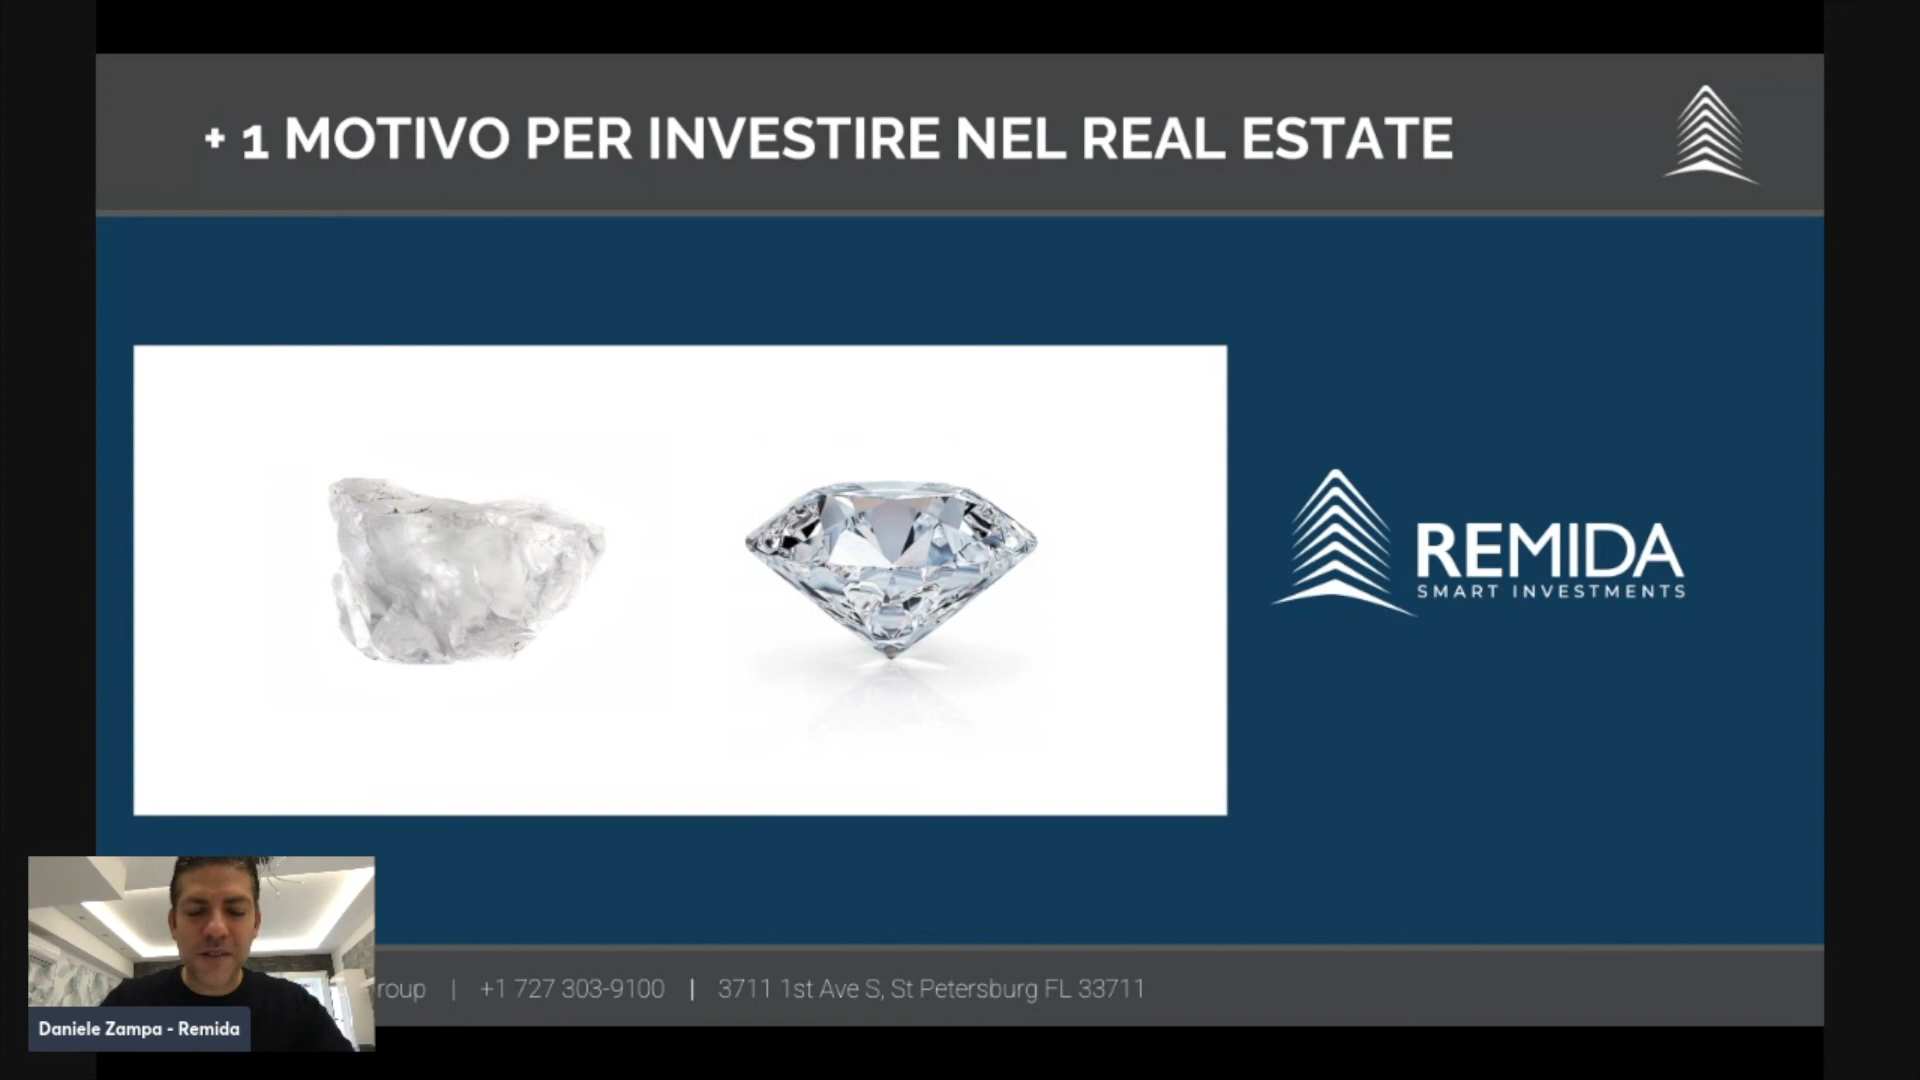 + 1 MOTIVO PER INVESTIRE NEL REAL ESTATE
REMIDA
SMART INVESTMENTS
roup | +1 727 303-9100 | 3711 1st Ave S, St Petersburg FL 33711
Daniele Zampa - Remida